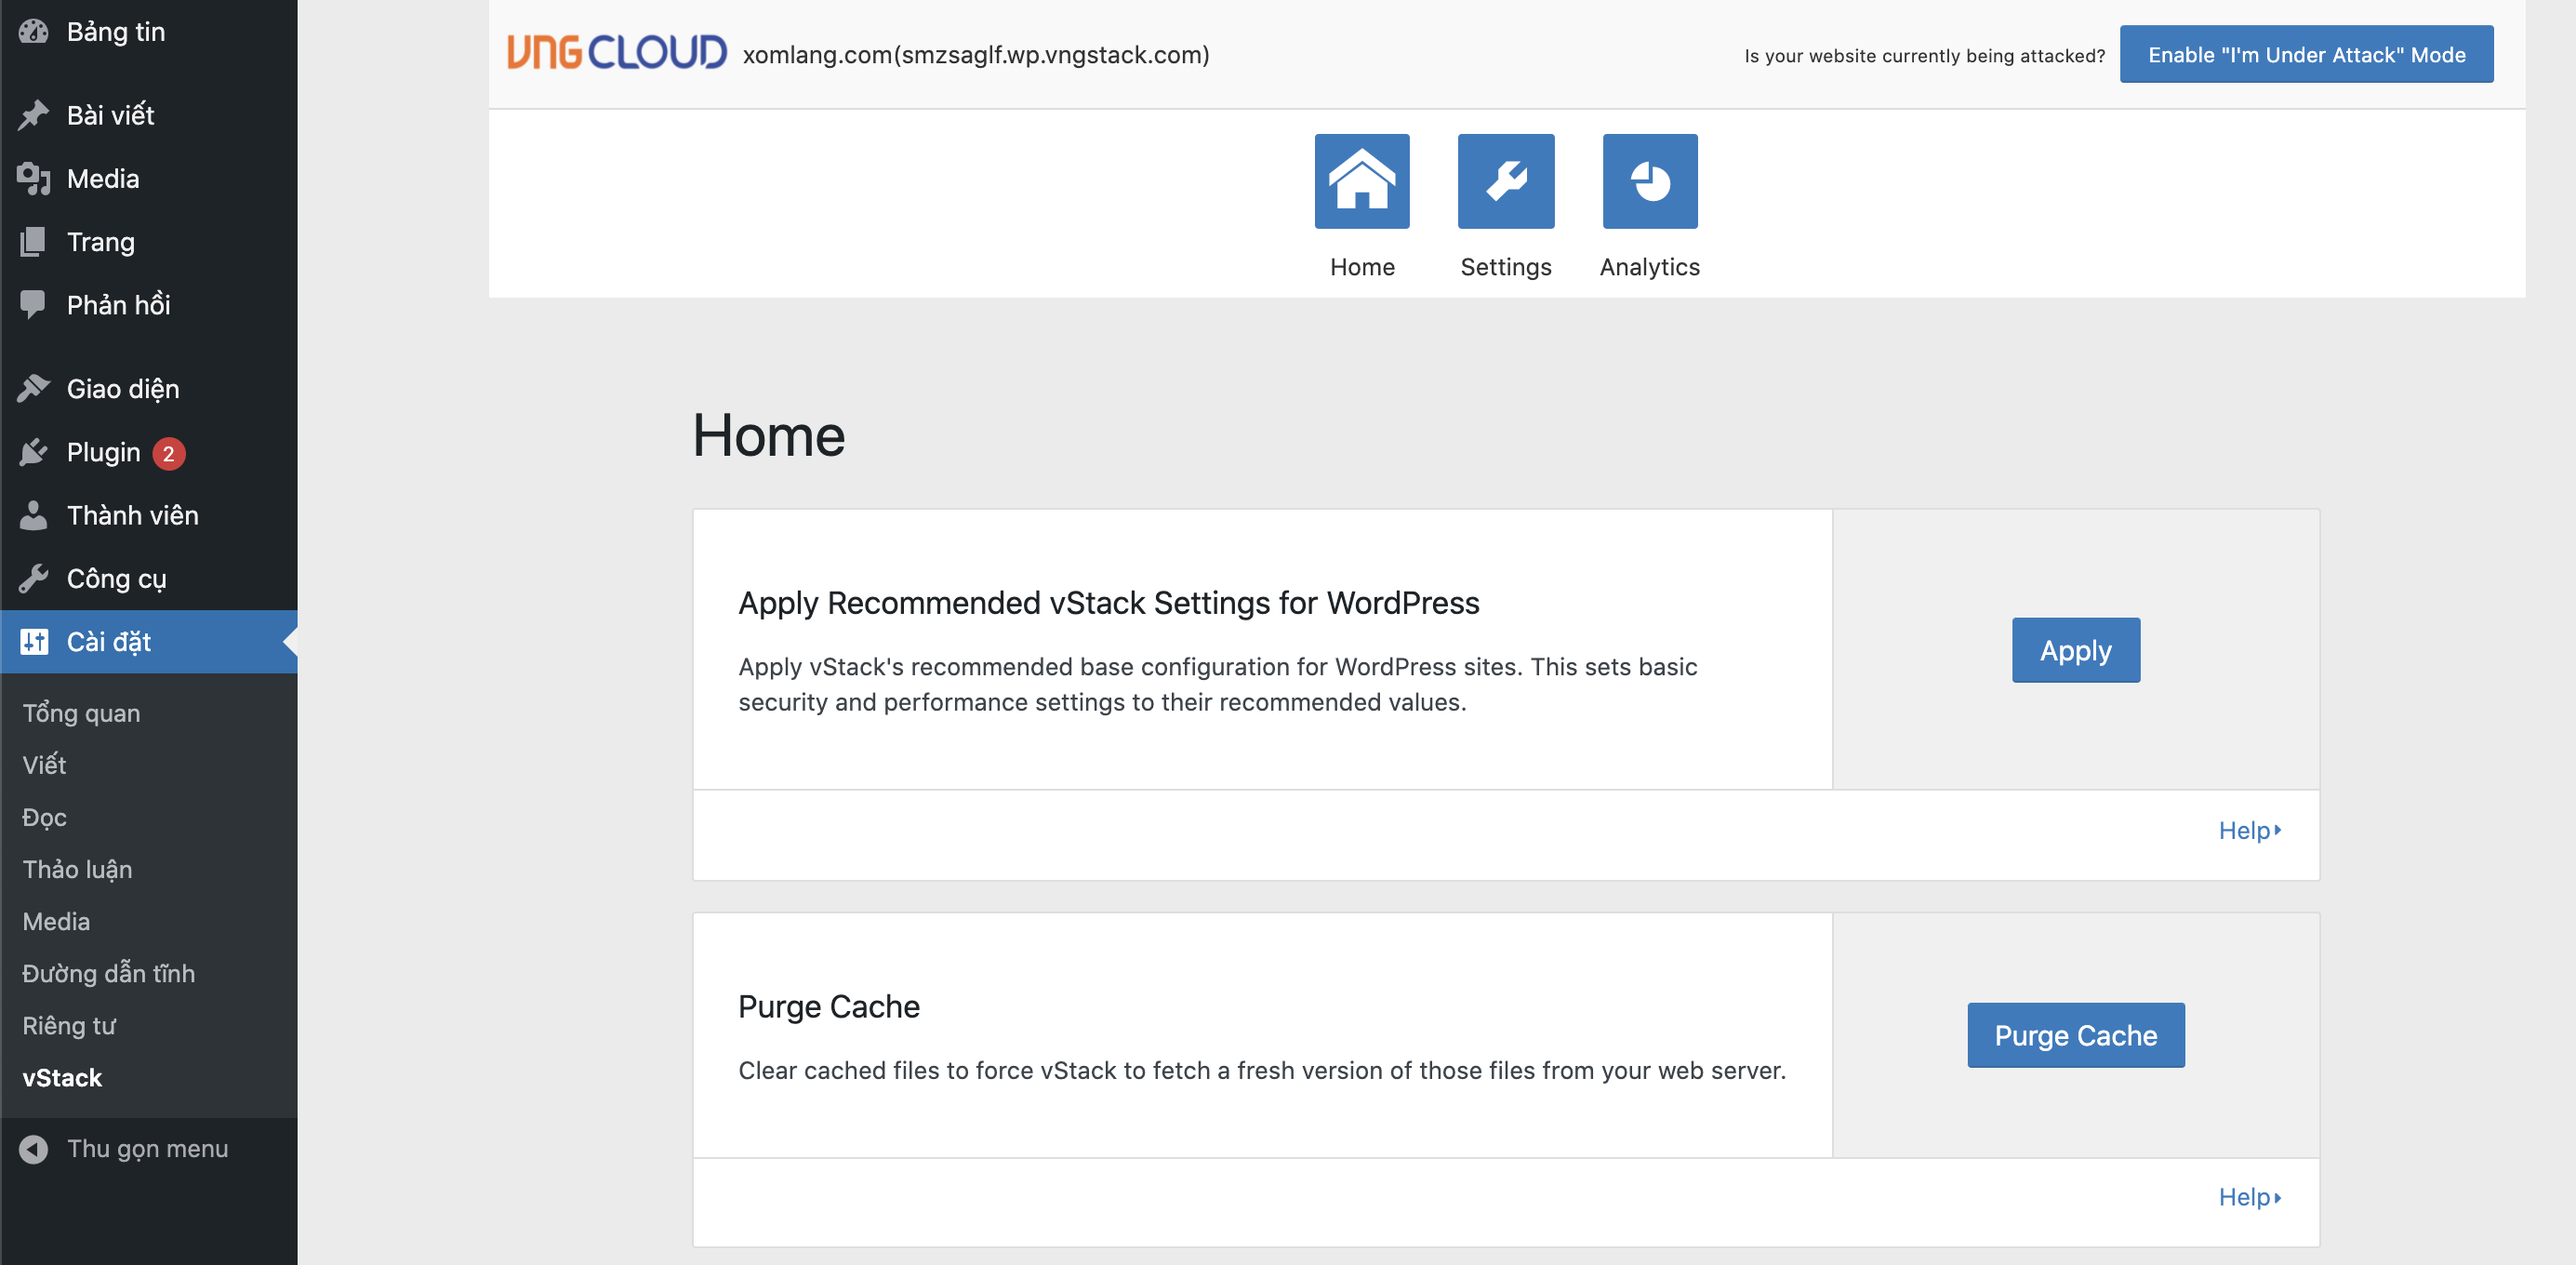 Bảng tin
Bài viết
Media
Trang
Phản hồi
Giao diện
Plugin 2
Thành viên
Công cụ
Cài đặt
Tổng quan
Viết
Đọc
Thảo luận
Media
Đường dẫn tĩnh
Riêng tư
vStack
Thu gọn menu
VNG CLOUD xomlang.com(smzsaglf.wp.vngstack.com)
Is your website currently being attacked? Enable "I'm Under Attack" Mode
Home Settings Analytics
Home
Apply Recommended vStack Settings for WordPress
Apply vStack's recommended base configuration for WordPress sites. This sets basic
security and performance settings to their recommended values.
Apply
Help
Purge Cache
Clear cached files to force vStack to fetch a fresh version of those files from your web server.
Purge Cache
Help